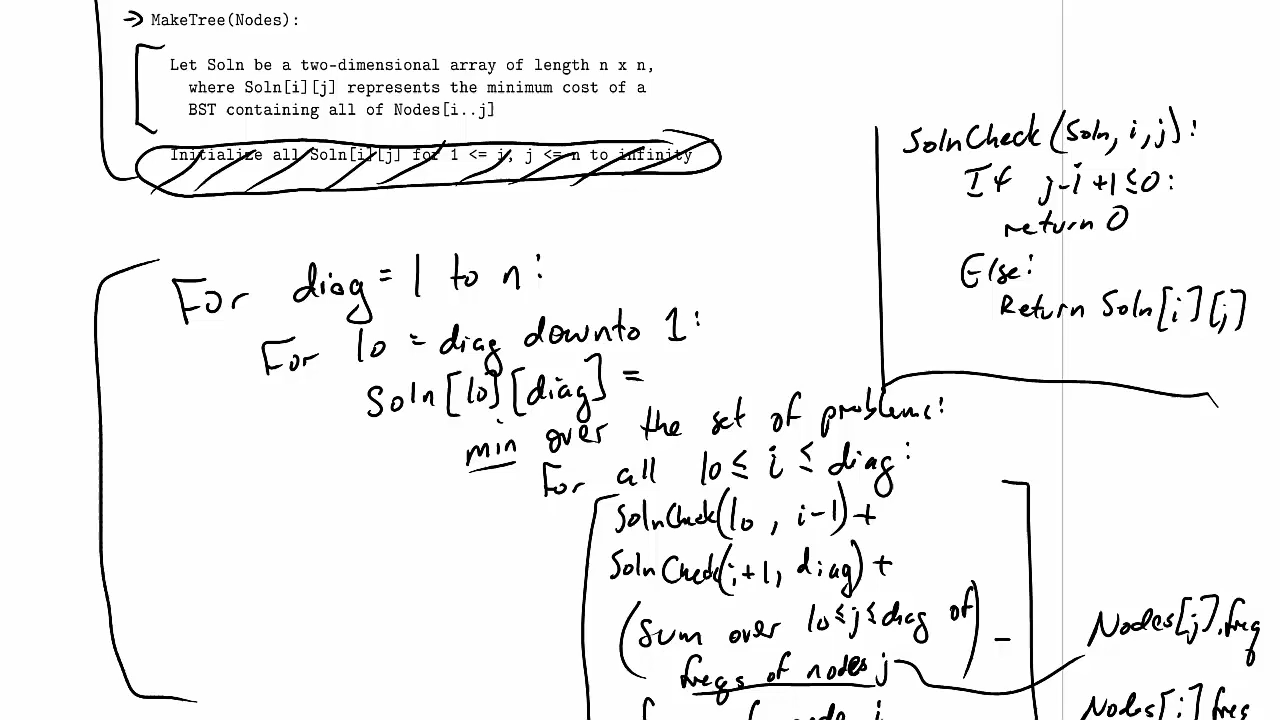 MakeTree(Nodes):
Let Soln be a two-dimensional array of length n x n,
where Soln[i][j] represents the minimum cost of a
BST containing all of Nodes[i..j]
Initialize all Soln[i][j] for 1 <= i, j <= n to infinity
SolnCheck(Soln, i, j):
If j-i+1≤0:
return 0
Else:
Return Soln[i][j]
For diag = 1 to n:
For lo = diag downto 1:
Soln[lo][diag] =
min over the set of problems:
For all lo ≤ i ≤ diag:
SolnCheck(lo, i-1) +
SolnCheck(i+1, diag) +
(sum over lo≤j≤diag of
freqs of nodes j) -
Nodes[j].freq
Nodes[i].freq